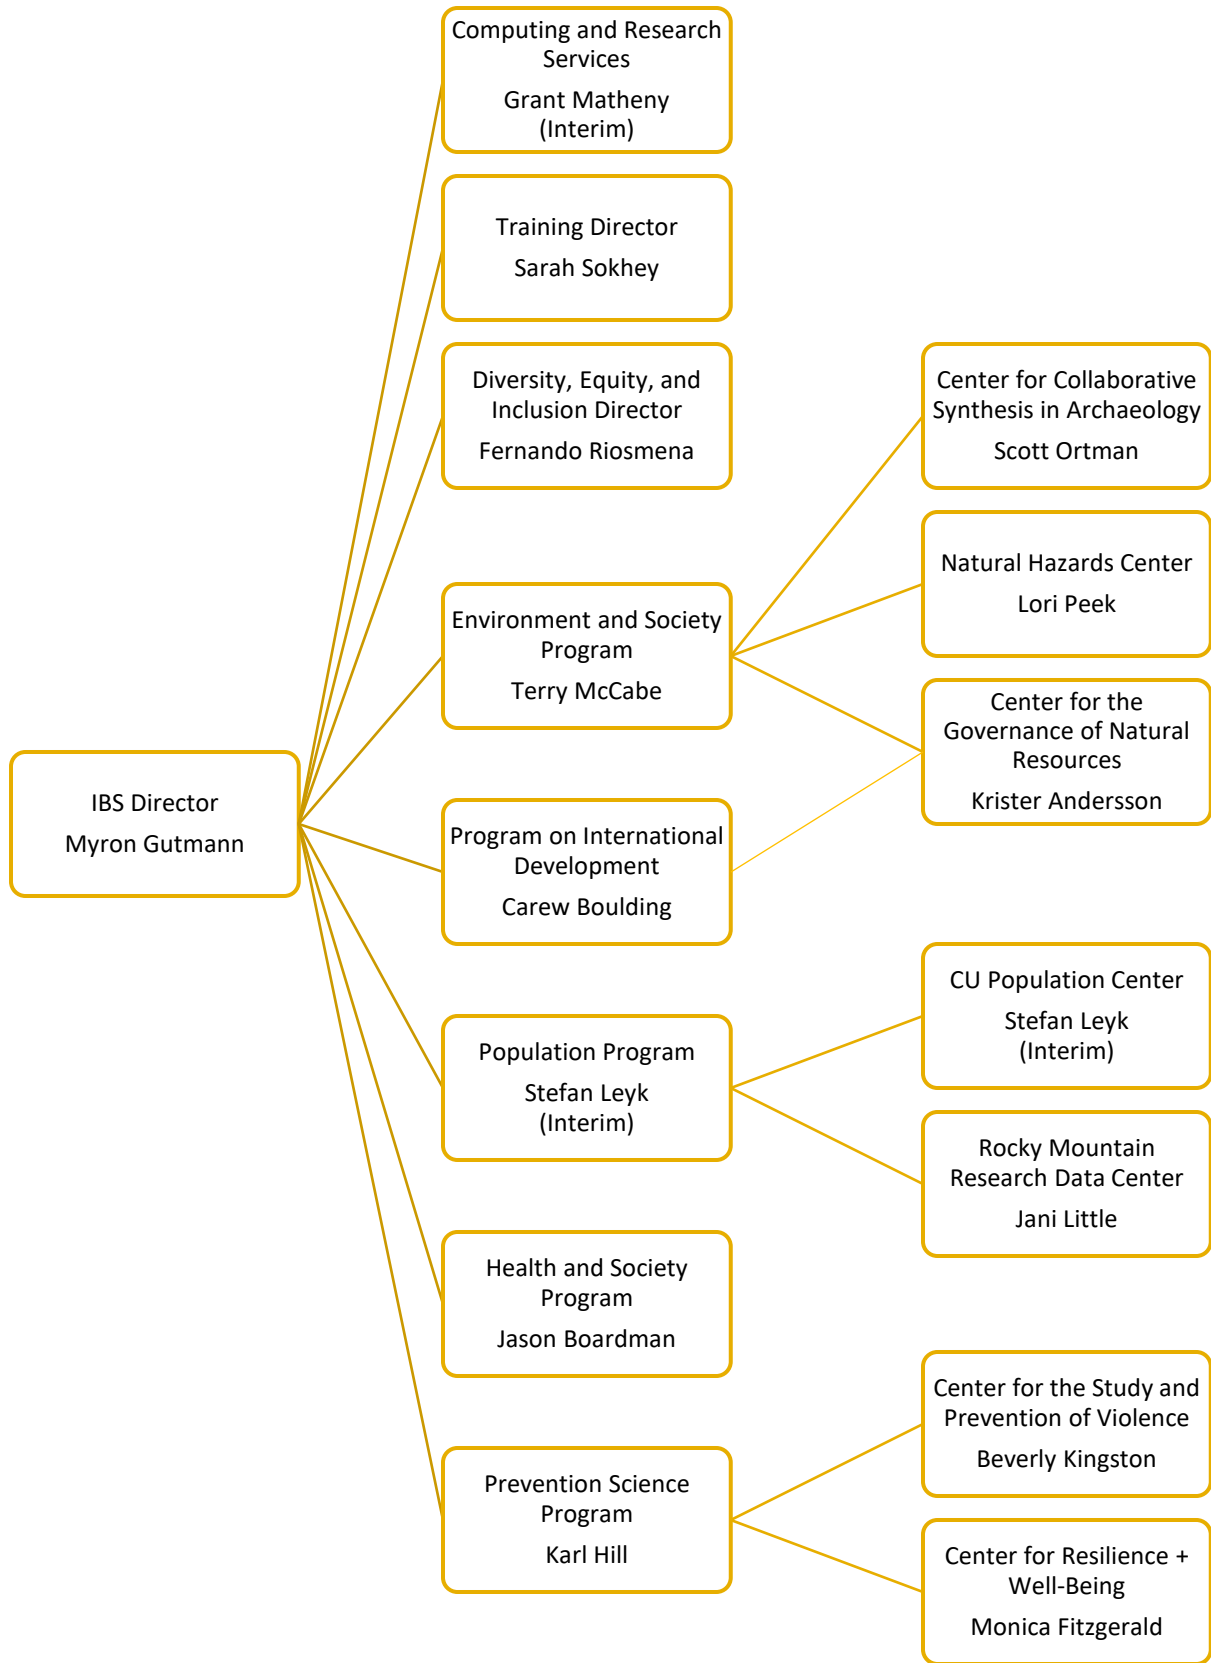 IBS Director
Myron Gutmann
Computing and Research
Services
Grant Matheny
(Interim)
Training Director
Sarah Sokhey
Diversity, Equity, and
Inclusion Director
Fernando Riosmena
Environment and Society
Program
Terry McCabe
Center for Collaborative
Synthesis in Archaeology
Scott Ortman
Natural Hazards Center
Lori Peek
Center for the
Governance of Natural
Resources
Krister Andersson
Program on International
Development
Carew Boulding
Population Program
Stefan Leyk
(Interim)
CU Population Center
Stefan Leyk
(Interim)
Rocky Mountain
Research Data Center
Jani Little
Health and Society
Program
Jason Boardman
Prevention Science
Program
Karl Hill
Center for the Study and
Prevention of Violence
Beverly Kingston
Center for Resilience +
Well-Being
Monica Fitzgerald